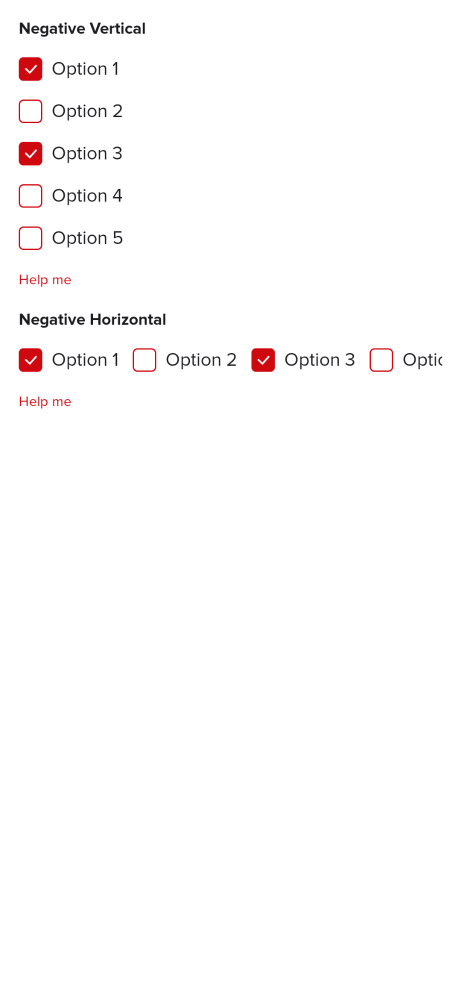 Negative Vertical
Option 1
Option 2
Option 3
Option 4
Option 5
Help me
Negative Horizontal
Option 1 Option 2 Option 3 Optic
Help me